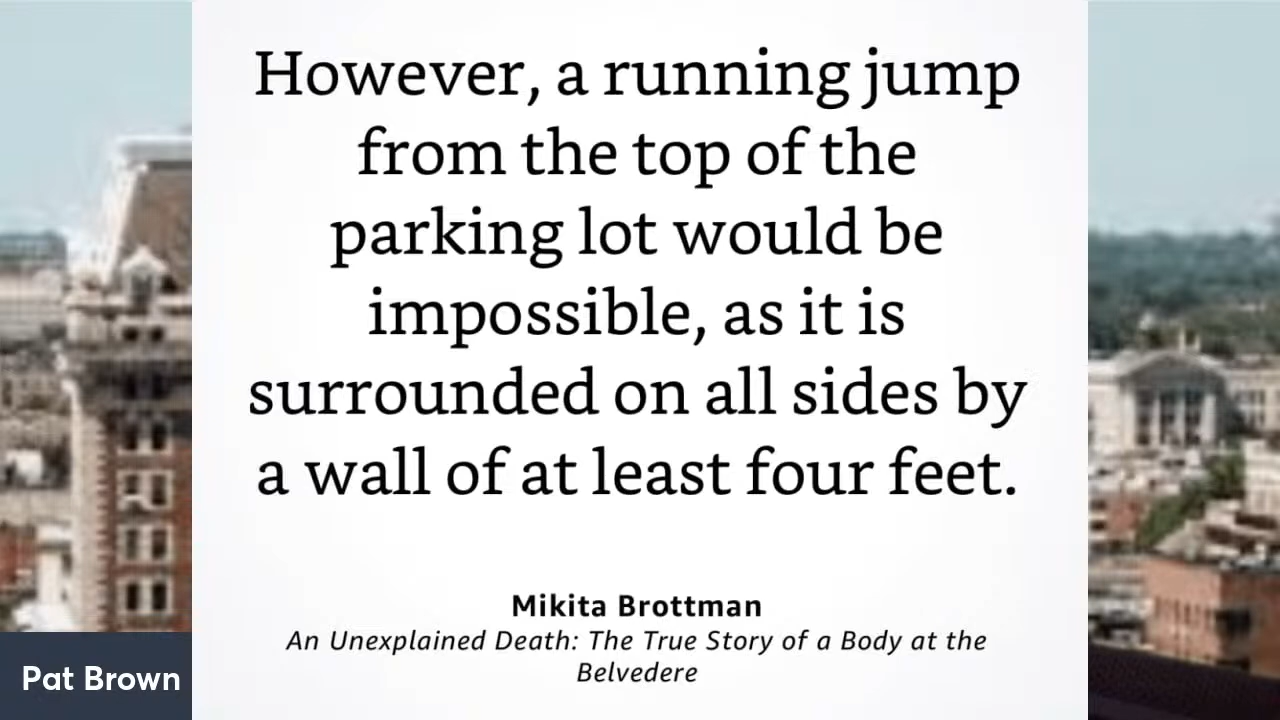 However, a running jump
from the top of the
parking lot would be
impossible, as it is
surrounded on all sides by
a wall of at least four feet.
Mikita Brottman
An Unexplained Death: The True Story of a Body at the
Belvedere
Pat Brown